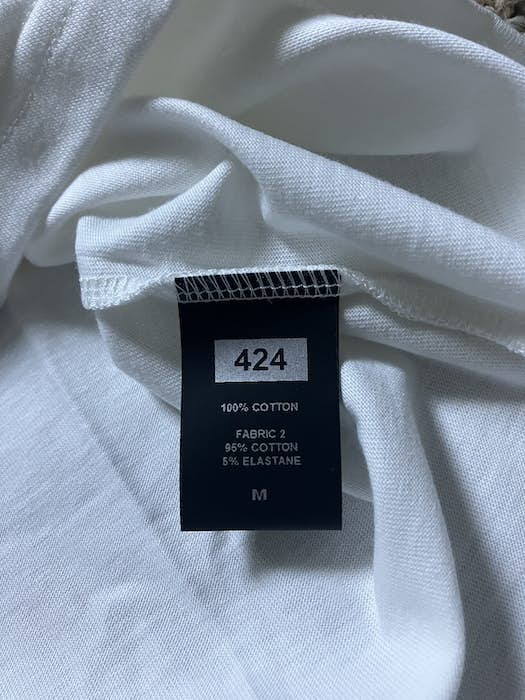 424
100% COTTON
FABRIC 2
95% COTTON
5% ELASTANE
M